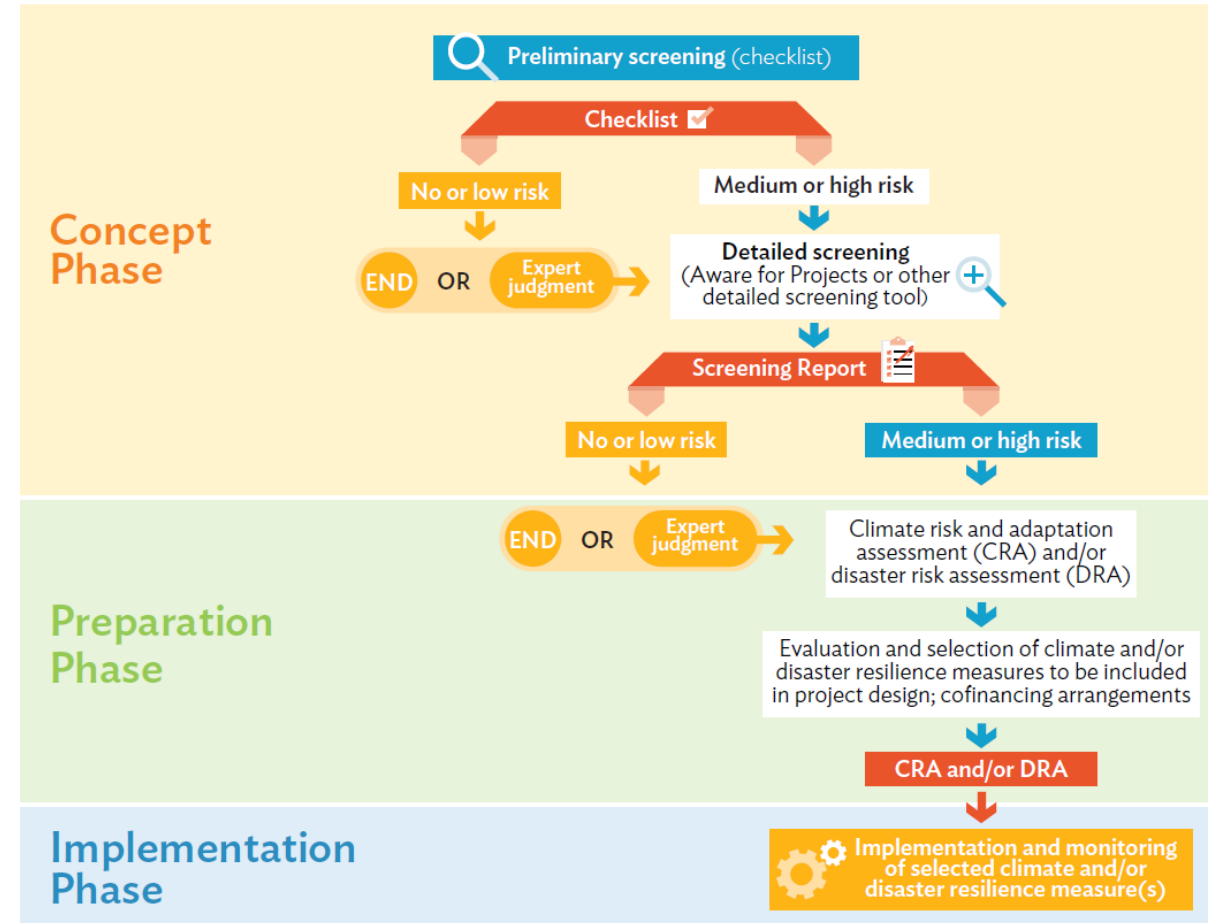 Preliminary screening (checklist)
Checklist
No or low risk
Medium or high risk
Concept
Phase
END
OR
Expert
judgment
Detailed screening
(Aware for Projects or other
detailed screening tool)
Screening Report
No or low risk
Medium or high risk
Preparation
Phase
END
OR
Expert
judgment
Climate risk and adaptation
assessment (CRA) and/or
disaster risk assessment (DRA)
Evaluation and selection of climate and/or
disaster resilience measures to be included
in project design; cofinancing arrangements
CRA and/or DRA
Implementation
Phase
Implementation and monitoring
of selected climate and/or
disaster resilience measure(s)